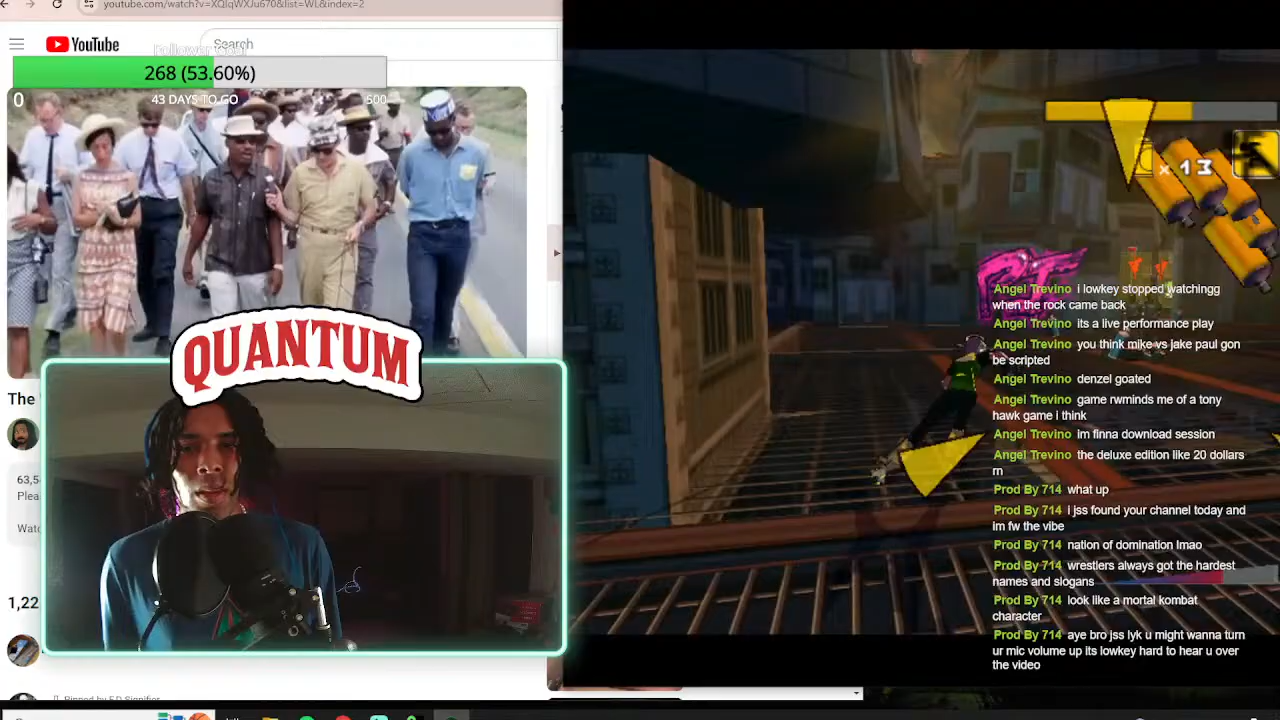 youtube.com/watch?v=XQIqWXJu670&list=WL&index=2
YouTube
Search
268 (53.60%)
0
43 DAYS TO GO
500
x 13
QUANTUM
The
63,5
Plea
Watc
1,22
Angel Trevino i lowkey stopped watchingg
when the rock came back
Angel Trevino its a live performance play
Angel Trevino you think mike vs jake paul gon
be scripted
Angel Trevino denzel goated
Angel Trevino game rwminds me of a tony
hawk game i think
Angel Trevino im finna download session
Angel Trevino the deluxe edition like 20 dollars
rn
Prod By 714 what up
Prod By 714 i jss found your channel today and
im fw the vibe
Prod By 714 nation of domination lmao
Prod By 714 wrestlers always got the hardest
names and slogans
Prod By 714 look like a mortal kombat
character
Prod By 714 aye bro jss lyk u might wanna turn
ur mic volume up its lowkey hard to hear u over
the video